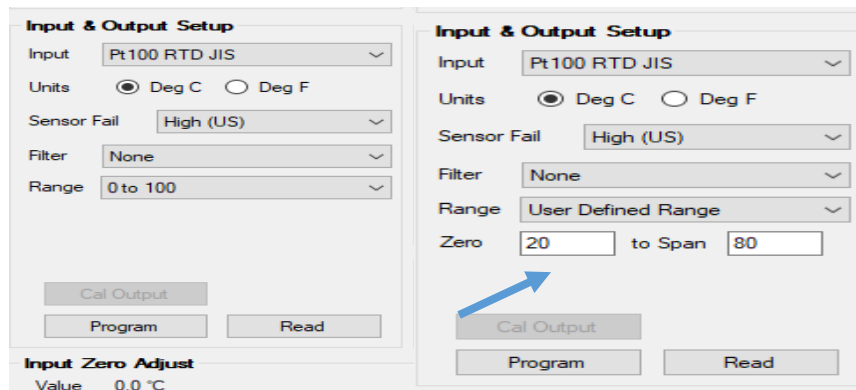 Input & Output Setup
Input Pt100 RTD JIS
Units Deg C Deg F
Sensor Fail High (US)
Filter None
Range 0 to 100
Cal Output
Program Read
Input Zero Adjust
Value 0.0 °C
Input & Output Setup
Input Pt100 RTD JIS
Units Deg C Deg F
Sensor Fail High (US)
Filter None
Range User Defined Range
Zero 20 to Span 80
Cal Output
Program Read